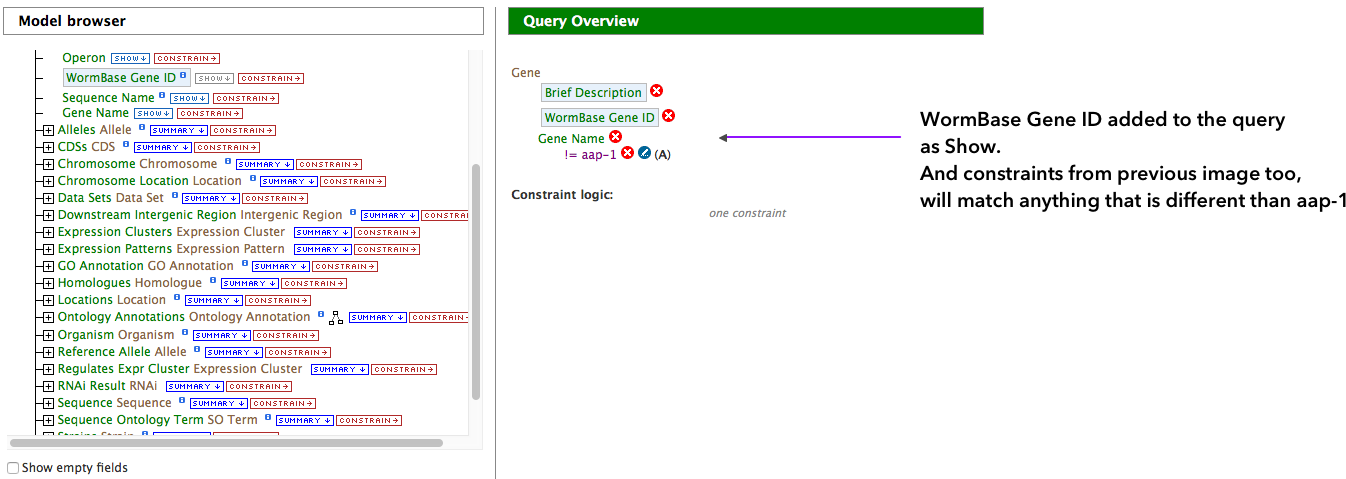 Model browser
Operon SHOW↓ CONSTRAIN→
WormBase Gene ID i SHOW↓ CONSTRAIN→
Sequence Name i SHOW↓ CONSTRAIN→
Gene Name SHOW↓ CONSTRAIN→
Alleles Allele i SUMMARY↓ CONSTRAIN→
CDSs CDS i SUMMARY↓ CONSTRAIN→
Chromosome Chromosome i SUMMARY↓ CONSTRAIN→
Chromosome Location Location i SUMMARY↓ CONSTRAIN→
Data Sets Data Set i SUMMARY↓ CONSTRAIN→
Downstream Intergenic Region Intergenic Region i SUMMARY↓ CONSTRA
Expression Clusters Expression Cluster SUMMARY↓ CONSTRAIN→
Expression Patterns Expression Pattern SUMMARY↓ CONSTRAIN→
GO Annotation GO Annotation i SUMMARY↓ CONSTRAIN→
Homologues Homologue i SUMMARY↓ CONSTRAIN→
Locations Location i SUMMARY↓ CONSTRAIN→
Ontology Annotations Ontology Annotation i SUMMARY↓ CONSTRAIN
Organism Organism i SUMMARY↓ CONSTRAIN→
Reference Allele Allele i SUMMARY↓ CONSTRAIN→
Regulates Expr Cluster Expression Cluster SUMMARY↓ CONSTRAIN→
RNAi Result RNAi SUMMARY↓ CONSTRAIN→
Sequence Sequence i SUMMARY↓ CONSTRAIN→
Sequence Ontology Term SO Term i SUMMARY↓ CONSTRAIN→
Show empty fields
Query Overview
Gene
Brief Description
WormBase Gene ID
Gene Name
!= aap-1 (A)
Constraint logic:
one constraint
WormBase Gene ID added to the query
as Show.
And constraints from previous image too,
will match anything that is different than aap-1